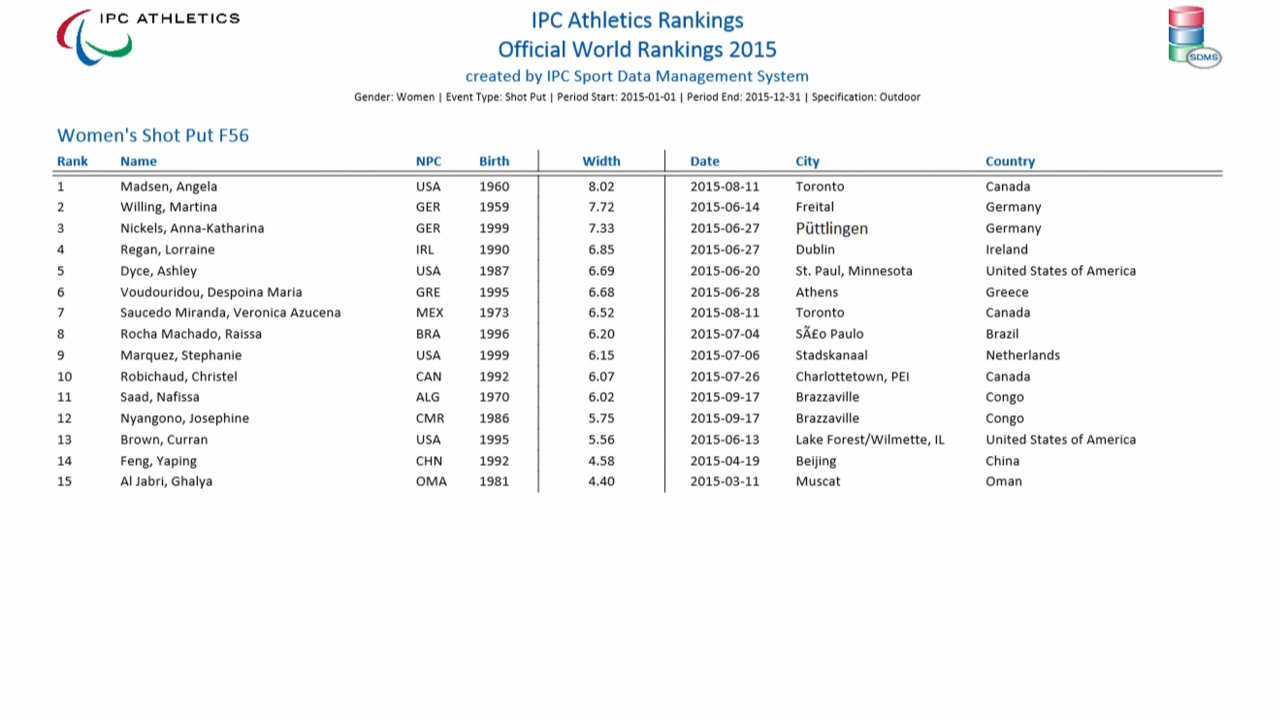 IPC ATHLETICS
IPC Athletics Rankings
Official World Rankings 2015
created by IPC Sport Data Management System
Gender: Women | Event Type: Shot Put | Period Start: 2015-01-01 | Period End: 2015-12-31 | Specification: Outdoor
SDMS
Women's Shot Put F56
Rank Name NPC Birth Width Date City Country
1 Madsen, Angela USA 1960 8.02 2015-08-11 Toronto Canada
2 Willing, Martina GER 1959 7.72 2015-06-14 Freital Germany
3 Nickels, Anna-Katharina GER 1999 7.33 2015-06-27 Püttlingen Germany
4 Regan, Lorraine IRL 1990 6.85 2015-06-27 Dublin Ireland
5 Dyce, Ashley USA 1987 6.69 2015-06-20 St. Paul, Minnesota United States of America
6 Voudouridou, Despoina Maria GRE 1995 6.68 2015-06-28 Athens Greece
7 Saucedo Miranda, Veronica Azucena MEX 1973 6.52 2015-08-11 Toronto Canada
8 Rocha Machado, Raissa BRA 1996 6.20 2015-07-04 SÃ£o Paulo Brazil
9 Marquez, Stephanie USA 1999 6.15 2015-07-06 Stadskanaal Netherlands
10 Robichaud, Christel CAN 1992 6.07 2015-07-26 Charlottetown, PEI Canada
11 Saad, Nafissa ALG 1970 6.02 2015-09-17 Brazzaville Congo
12 Nyangono, Josephine CMR 1986 5.75 2015-09-17 Brazzaville Congo
13 Brown, Curran USA 1995 5.56 2015-06-13 Lake Forest/Wilmette, IL United States of America
14 Feng, Yaping CHN 1992 4.58 2015-04-19 Beijing China
15 Al Jabri, Ghalya OMA 1981 4.40 2015-03-11 Muscat Oman